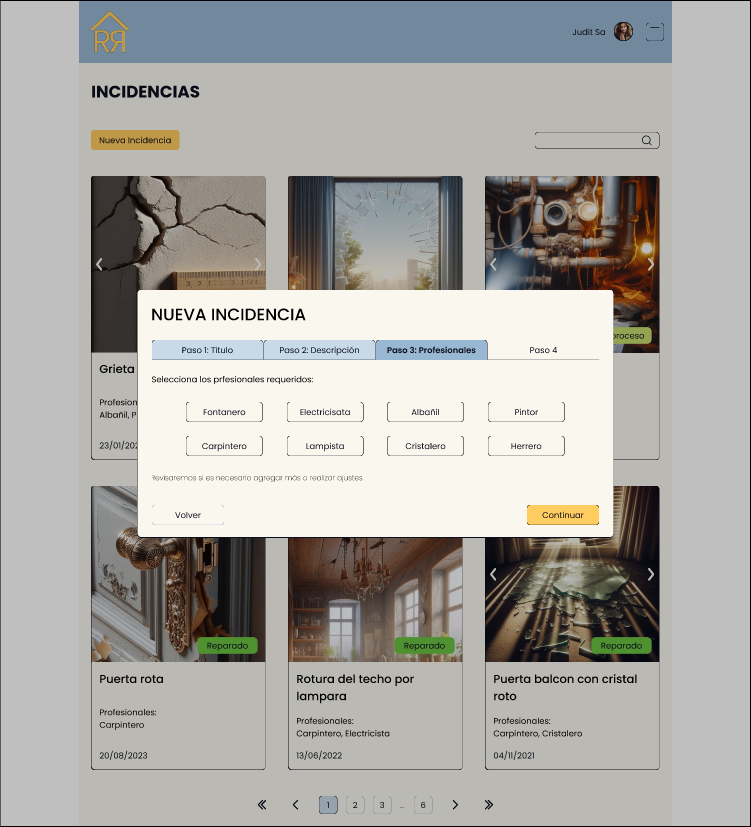 RR
Judit Sa
INCIDENCIAS
Nueva Incidencia
NUEVA INCIDENCIA
Paso 1: Titulo
Paso 2: Descripción
Paso 3: Profesionales
Paso 4
Selecciona los prfesionales requeridos:
Fontanero
Electricisata
Albañil
Pintor
Carpintero
Lampista
Cristalero
Herrero
Revisaremos si es necesario agregar más o realizar ajustes
Volver
Continuar
proceso
Grieta
Profesion
Albañil, P
23/01/202
Reparado
Reparado
Reparado
Puerta rota
Profesionales:
Carpintero
20/08/2023
Rotura del techo por
lampara
Profesionales:
Carpintero, Electricista
13/06/2022
Puerta balcon con cristal
roto
Profesionales:
Carpintero, Cristalero
04/11/2021
1
2
3
...
6